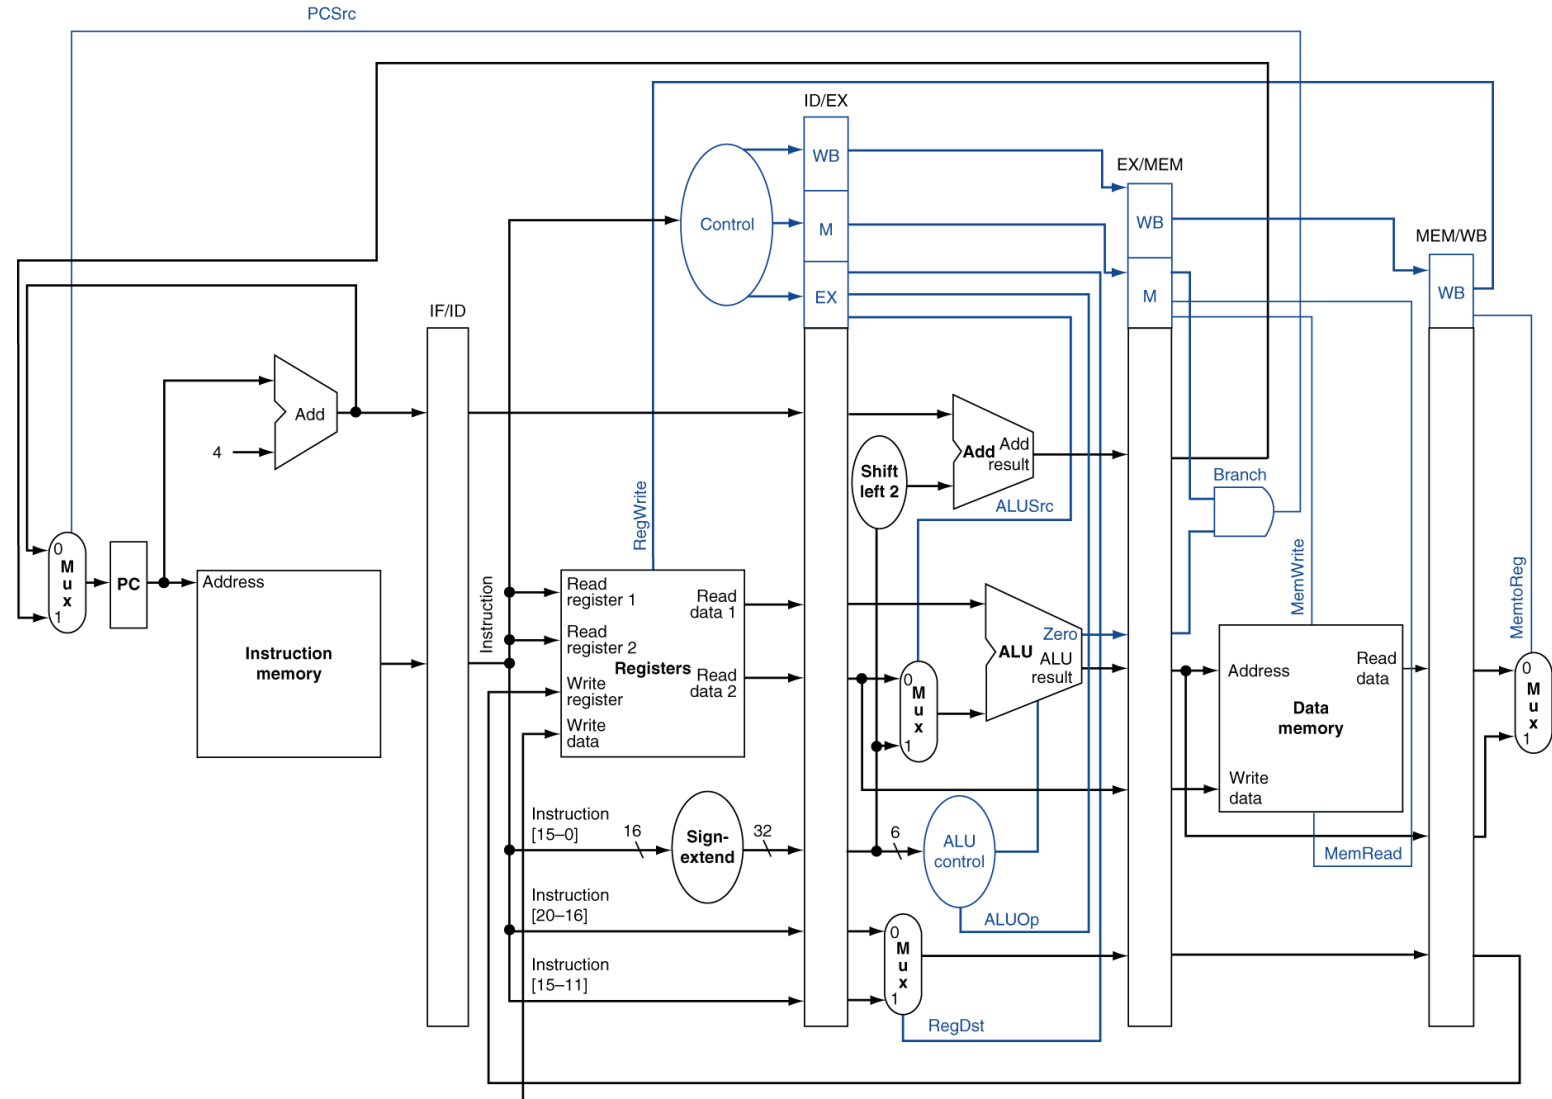 PCSrc
ID/EX
WB
EX/MEM
Control
M
WB
MEM/WB
EX
M
WB
IF/ID
Add
4
Shift
left 2
Add
Add
result
ALUSrc
Branch
RegWrite
MemWrite
MemtoReg
0
M
u
x
1
PC
Address
Instruction
memory
Instruction
Read
register 1
Read
register 2
Write
register
Write
data
Registers
Read
data 1
Read
data 2
0
M
u
x
1
Zero
ALU
ALU
result
Address
Read
data
Data
memory
Write
data
0
M
u
x
1
Instruction
[15–0]
16
Sign-
extend
32
6
ALU
control
MemRead
Instruction
[20–16]
ALUOp
0
M
u
x
1
Instruction
[15–11]
RegDst